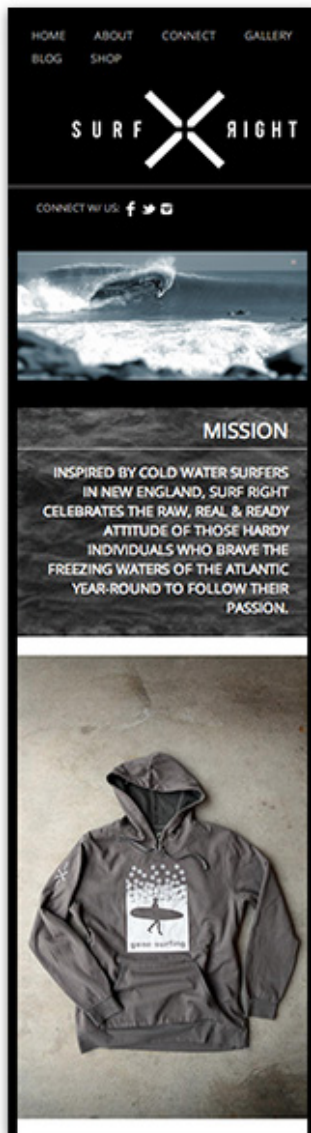 HOME ABOUT CONNECT GALLERY
BLOG SHOP
SURF ЯIGHT
CONNECT W/ US:
MISSION
INSPIRED BY COLD WATER SURFERS
IN NEW ENGLAND, SURF RIGHT
CELEBRATES THE RAW, REAL & READY
ATTITUDE OF THOSE HARDY
INDIVIDUALS WHO BRAVE THE
FREEZING WATERS OF THE ATLANTIC
YEAR-ROUND TO FOLLOW THEIR
PASSION.
gone surfing